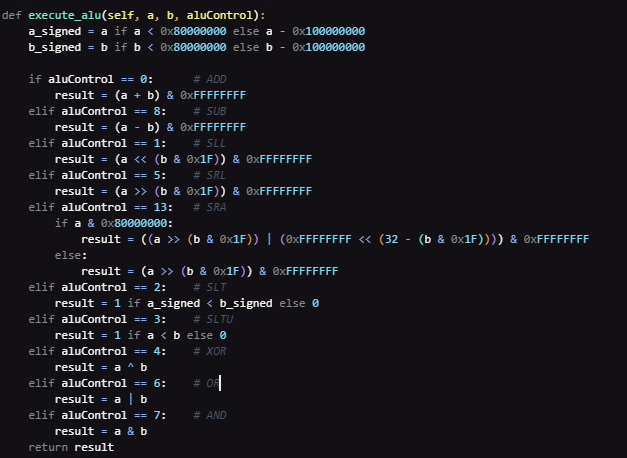 def execute_alu(self, a, b, aluControl):
    a_signed = a if a < 0x80000000 else a - 0x100000000
    b_signed = b if b < 0x80000000 else b - 0x100000000

    if aluControl == 0:      # ADD
        result = (a + b) & 0xFFFFFFFF
    elif aluControl == 8:    # SUB
        result = (a - b) & 0xFFFFFFFF
    elif aluControl == 1:    # SLL
        result = (a << (b & 0x1F)) & 0xFFFFFFFF
    elif aluControl == 5:    # SRL
        result = (a >> (b & 0x1F)) & 0xFFFFFFFF
    elif aluControl == 13:   # SRA
        if a & 0x80000000:
            result = ((a >> (b & 0x1F)) | (0xFFFFFFFF << (32 - (b & 0x1F)))) & 0xFFFFFFFF
        else:
            result = (a >> (b & 0x1F)) & 0xFFFFFFFF
    elif aluControl == 2:    # SLT
        result = 1 if a_signed < b_signed else 0
    elif aluControl == 3:    # SLTU
        result = 1 if a < b else 0
    elif aluControl == 4:    # XOR
        result = a ^ b
    elif aluControl == 6:    # OR
        result = a | b
    elif aluControl == 7:    # AND
        result = a & b
    return result